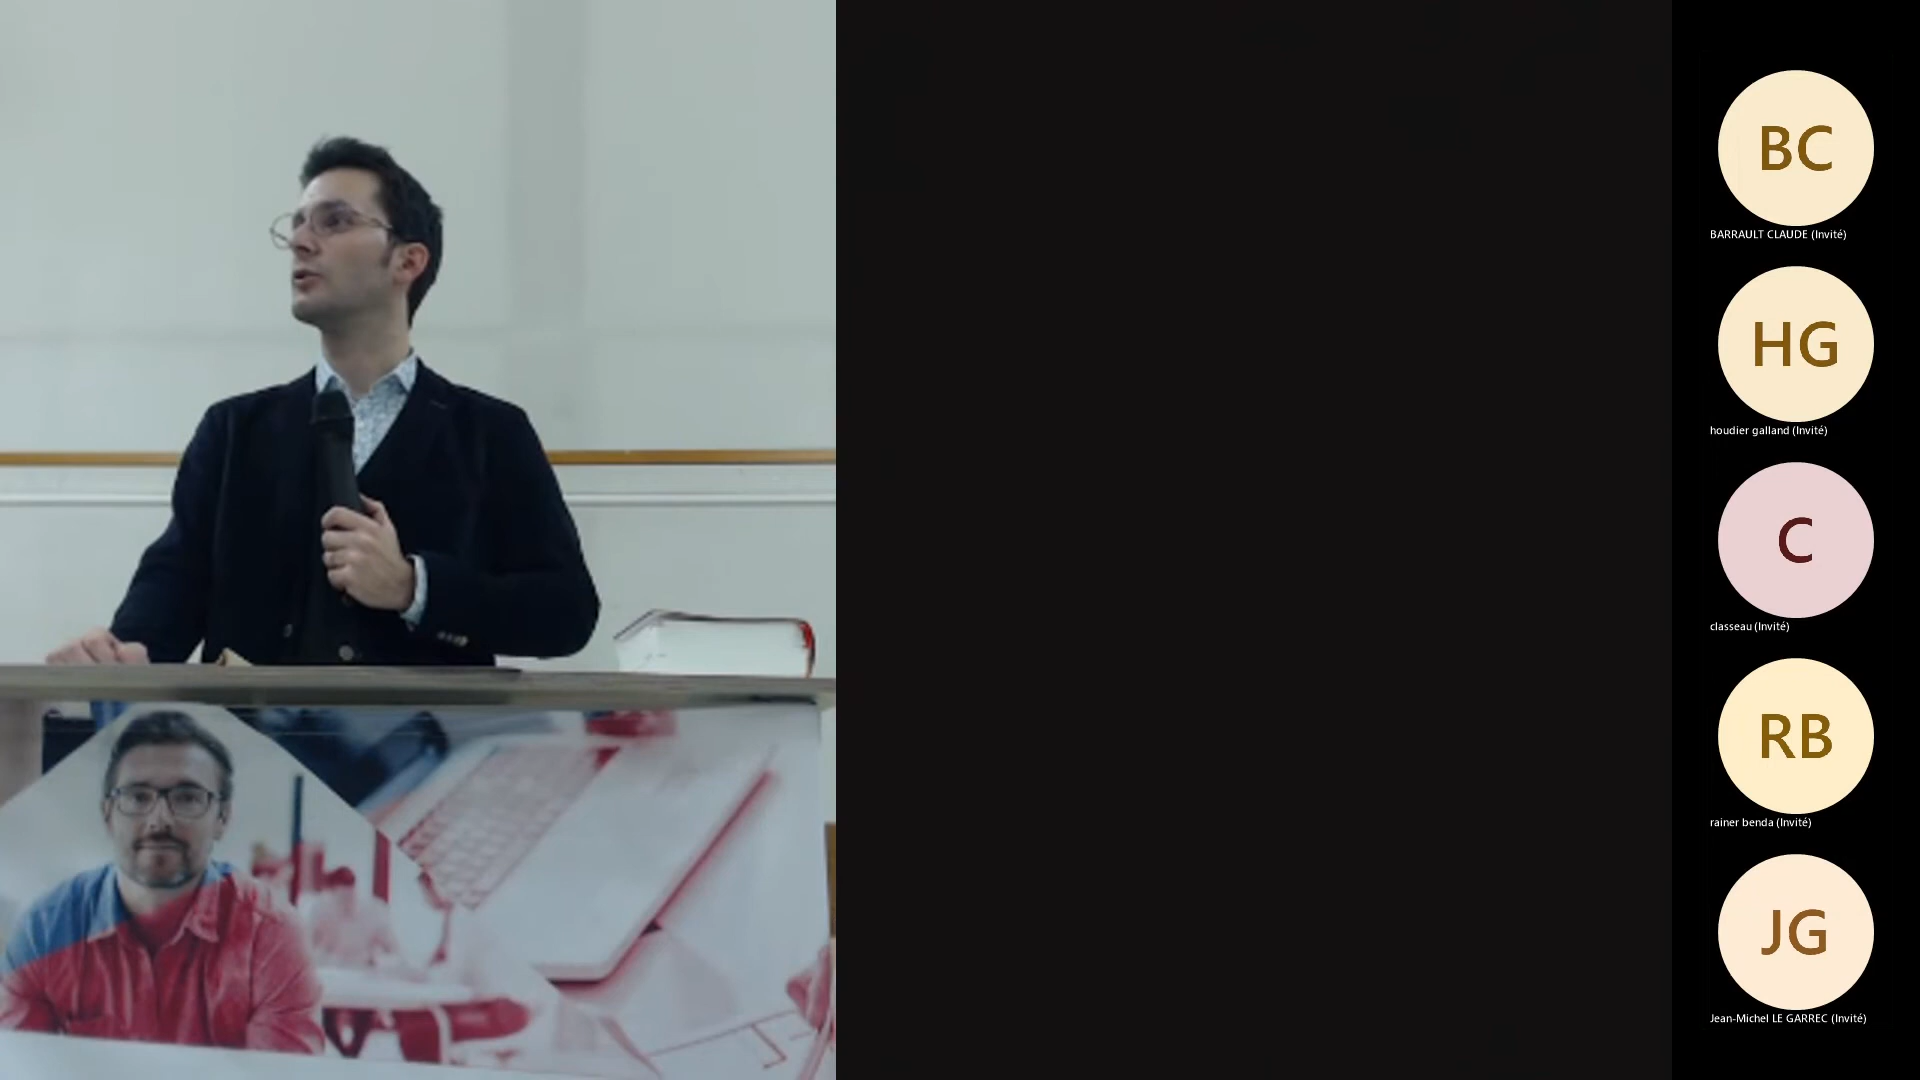 BC
BARRAULT CLAUDE (Invité)
HG
houdier galland (Invité)
C
classeau (Invité)
RB
rainer benda (Invité)
JG
Jean-Michel LE GARREC (Invité)